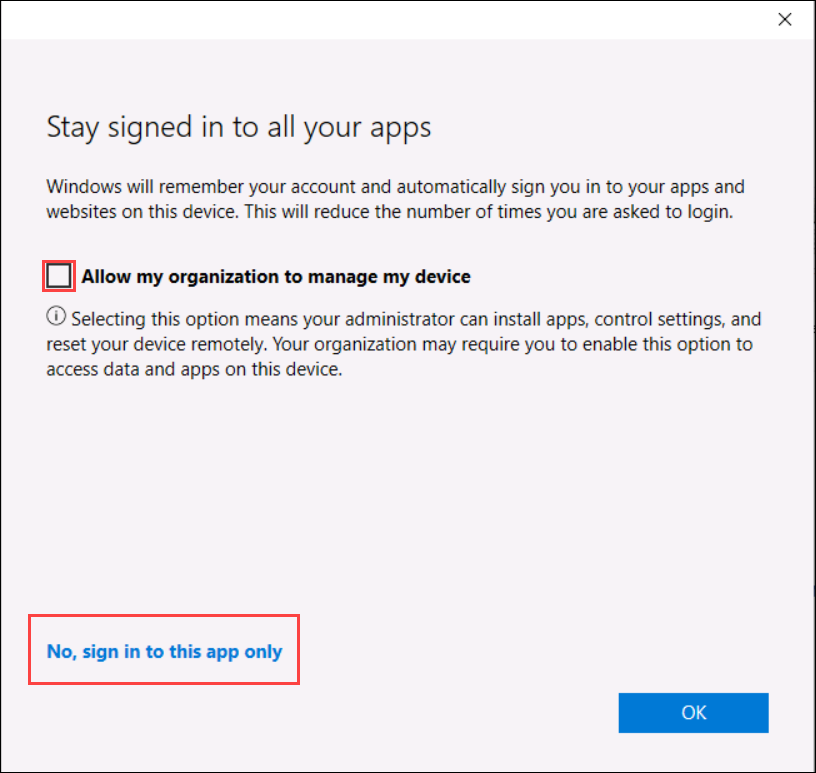 Stay signed in to all your apps
Windows will remember your account and automatically sign you in to your apps and
websites on this device. This will reduce the number of times you are asked to login.
Allow my organization to manage my device
Selecting this option means your administrator can install apps, control settings, and
reset your device remotely. Your organization may require you to enable this option to
access data and apps on this device.
No, sign in to this app only
OK